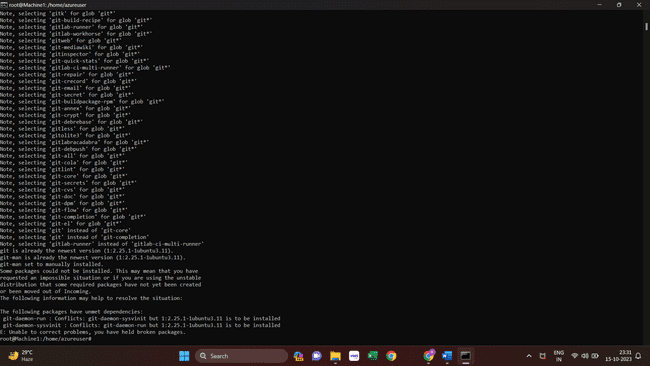 root@Machine1: /home/azureuser
Note, selecting 'gitk' for glob 'git*'
Note, selecting 'git-build-recipe' for glob 'git*'
Note, selecting 'gitlab-runner' for glob 'git*'
Note, selecting 'gitlab-workhorse' for glob 'git*'
Note, selecting 'gitweb' for glob 'git*'
Note, selecting 'git-mediawiki' for glob 'git*'
Note, selecting 'gitinspector' for glob 'git*'
Note, selecting 'git-quick-stats' for glob 'git*'
Note, selecting 'gitlab-ci-multi-runner' for glob 'git*'
Note, selecting 'git-repair' for glob 'git*'
Note, selecting 'git-crecord' for glob 'git*'
Note, selecting 'git-email' for glob 'git*'
Note, selecting 'git-secret' for glob 'git*'
Note, selecting 'git-buildpackage-rpm' for glob 'git*'
Note, selecting 'git-annex' for glob 'git*'
Note, selecting 'git-crypt' for glob 'git*'
Note, selecting 'git-debrebase' for glob 'git*'
Note, selecting 'gitless' for glob 'git*'
Note, selecting 'gitolite3' for glob 'git*'
Note, selecting 'gitlabracadabra' for glob 'git*'
Note, selecting 'git-debpush' for glob 'git*'
Note, selecting 'git-all' for glob 'git*'
Note, selecting 'git-cola' for glob 'git*'
Note, selecting 'gitlint' for glob 'git*'
Note, selecting 'git-core' for glob 'git*'
Note, selecting 'git-secrets' for glob 'git*'
Note, selecting 'git-cvs' for glob 'git*'
Note, selecting 'git-doc' for glob 'git*'
Note, selecting 'git-dpm' for glob 'git*'
Note, selecting 'git-flow' for glob 'git*'
Note, selecting 'git-completion' for glob 'git*'
Note, selecting 'git-el' for glob 'git*'
Note, selecting 'git' instead of 'git-core'
Note, selecting 'git' instead of 'git-completion'
Note, selecting 'gitlab-runner' instead of 'gitlab-ci-multi-runner'
git is already the newest version (1:2.25.1-1ubuntu3.11).
git-man is already the newest version (1:2.25.1-1ubuntu3.11).
git-man set to manually installed.
Some packages could not be installed. This may mean that you have
requested an impossible situation or if you are using the unstable
distribution that some required packages have not yet been created
or been moved out of Incoming.
The following information may help to resolve the situation:
The following packages have unmet dependencies:
git-daemon-run : Conflicts: git-daemon-sysvinit but 1:2.25.1-1ubuntu3.11 is to be installed
git-daemon-sysvinit : Conflicts: git-daemon-run but 1:2.25.1-1ubuntu3.11 is to be installed
E: Unable to correct problems, you have held broken packages.
root@Machine1:/home/azureuser#
29°C
Haze
Search
ENG
IN
23:31
15-10-2023